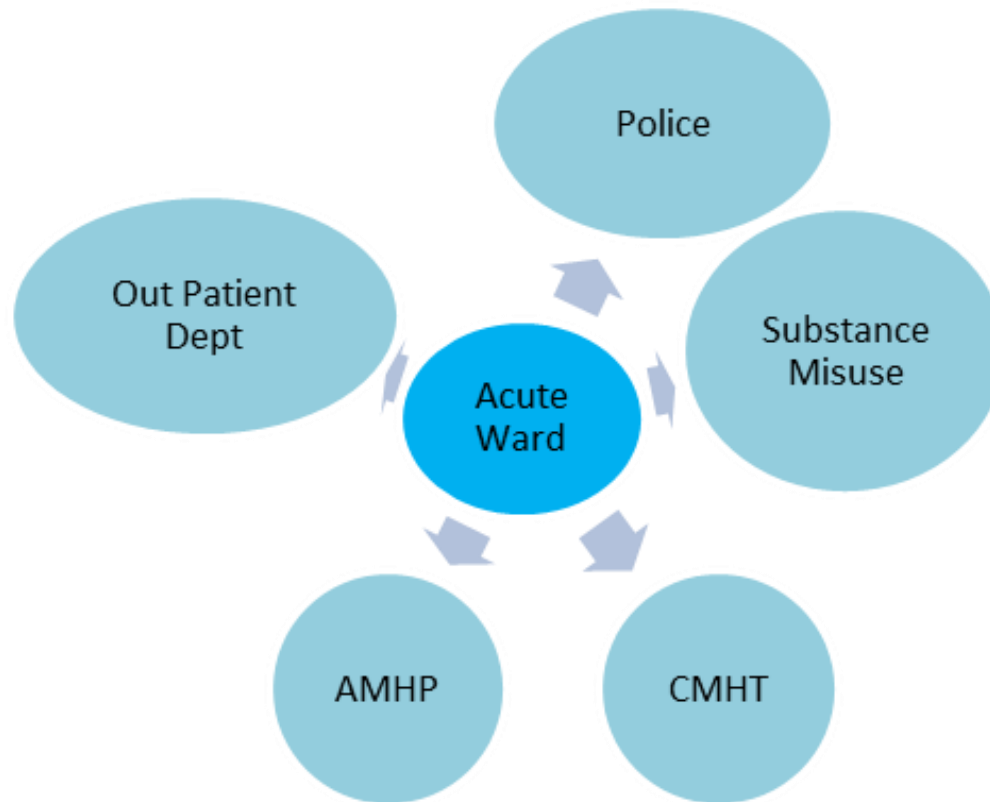 Police
Out Patient
Dept
Substance
Misuse
Acute
Ward
AMHP
CMHT